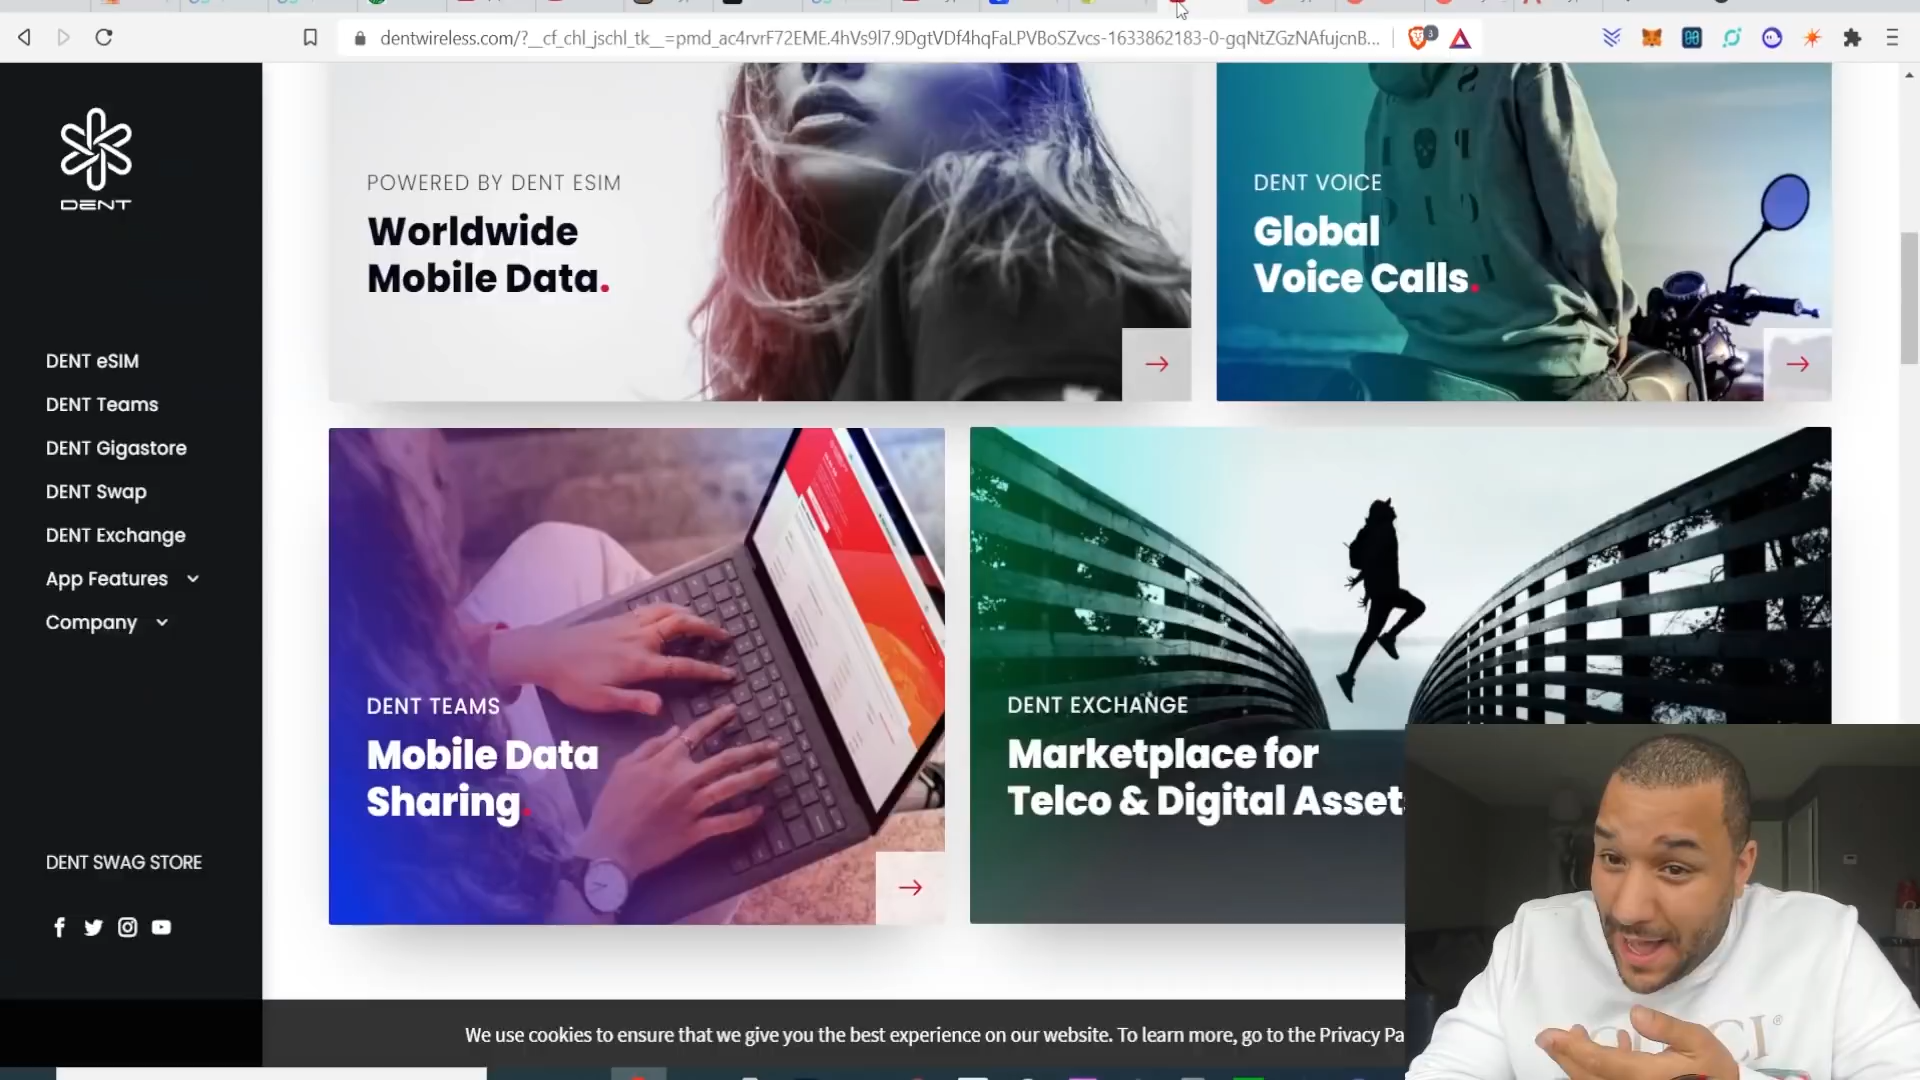 dentwireless.com/?__cf_chl_jschl_tk__=pmd_ac4rvrF72EME.4hVs9l7.9DgtVDf4hqFaLPVBoSZvcs-1633862183-0-gqNtZGzNAfujcnB...
3
DENT
DENT eSIM
DENT Teams
DENT Gigastore
DENT Swap
DENT Exchange
App Features
Company
DENT SWAG STORE
POWERED BY DENT ESIM
Worldwide
Mobile Data.
DENT VOICE
Global
Voice Calls.
DENT TEAMS
Mobile Data
Sharing.
DENT EXCHANGE
Marketplace for
Telco & Digital Assets
We use cookies to ensure that we give you the best experience on our website. To learn more, go to the Privacy Pa